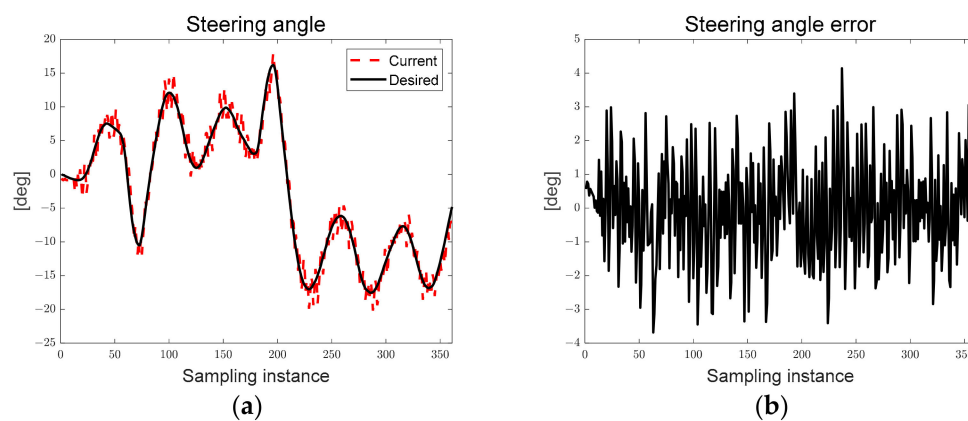 Steering angle
20
15
10
5
0
−5
−10
−15
−20
−25
[deg]
Current
Desired
0 50 100 150 200 250 300 350
Sampling instance
(a)
Steering angle error
5
4
3
2
1
0
−1
−2
−3
−4
[deg]
0 50 100 150 200 250 300 350
Sampling instance
(b)